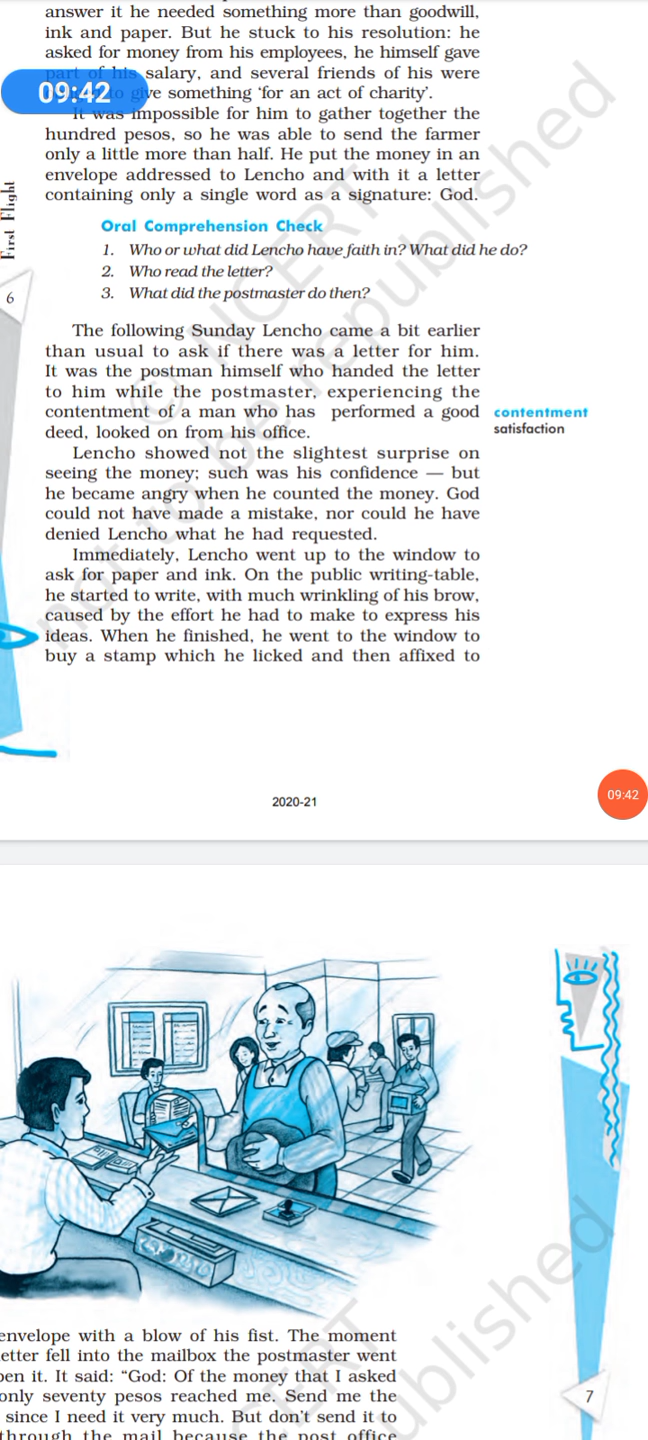 answer it he needed something more than goodwill,
ink and paper. But he stuck to his resolution: he
asked for money from his employees, he himself gave
part of his salary, and several friends of his were
09:42
to give something ‘for an act of charity’.
It was impossible for him to gather together the
hundred pesos, so he was able to send the farmer
only a little more than half. He put the money in an
envelope addressed to Lencho and with it a letter
containing only a single word as a signature: God.
First Flight
6
Oral Comprehension Check
1. Who or what did Lencho have faith in? What did he do?
2. Who read the letter?
3. What did the postmaster do then?
The following Sunday Lencho came a bit earlier
than usual to ask if there was a letter for him.
It was the postman himself who handed the letter
to him while the postmaster, experiencing the
contentment of a man who has performed a good
deed, looked on from his office.
contentment
satisfaction
Lencho showed not the slightest surprise on
seeing the money; such was his confidence — but
he became angry when he counted the money. God
could not have made a mistake, nor could he have
denied Lencho what he had requested.
Immediately, Lencho went up to the window to
ask for paper and ink. On the public writing-table,
he started to write, with much wrinkling of his brow,
caused by the effort he had to make to express his
ideas. When he finished, he went to the window to
buy a stamp which he licked and then affixed to
© NCERT
not to be republished
2020-21
09:42
envelope with a blow of his fist. The moment
etter fell into the mailbox the postmaster went
pen it. It said: “God: Of the money that I asked
only seventy pesos reached me. Send me the
since I need it very much. But don’t send it to
through the mail because the post office
CERT
ublished
7